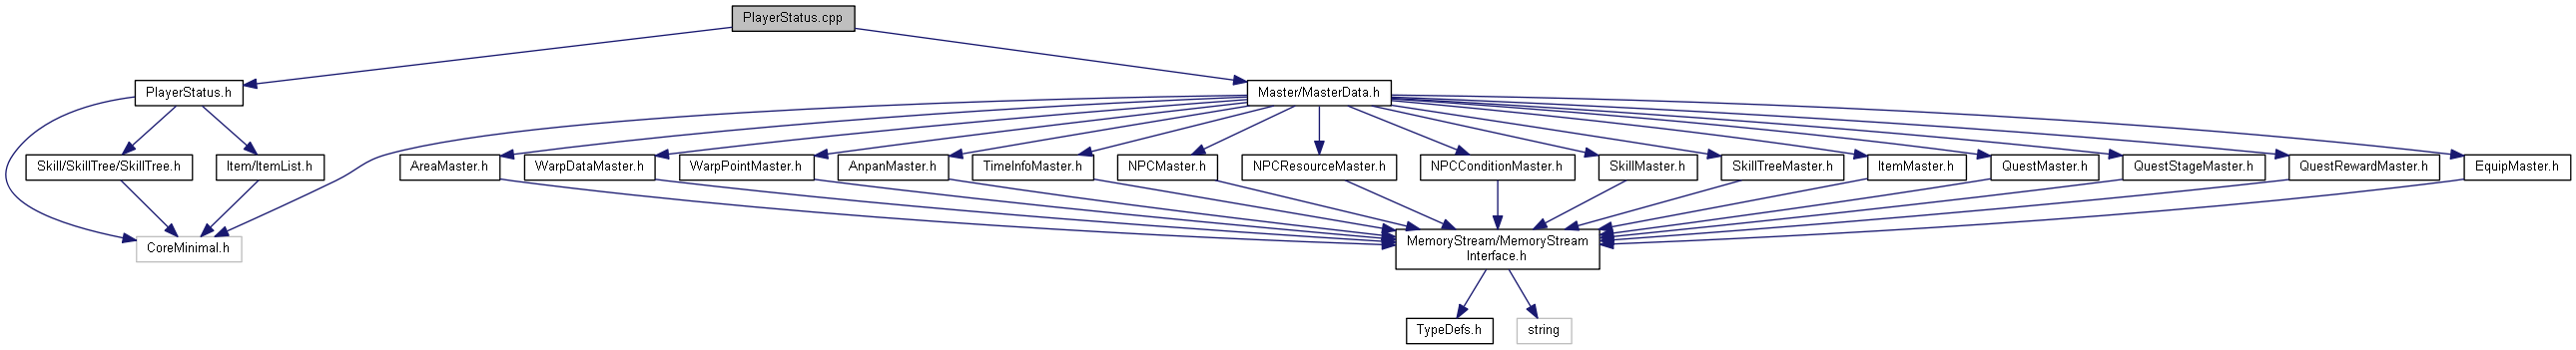 PlayerStatus.cpp
PlayerStatus.h
Master/MasterData.h
Skill/SkillTree/SkillTree.h
Item/ItemList.h
AreaMaster.h
WarpDataMaster.h
WarpPointMaster.h
AnpanMaster.h
TimeInfoMaster.h
NPCMaster.h
NPCResourceMaster.h
NPCConditionMaster.h
SkillMaster.h
SkillTreeMaster.h
ItemMaster.h
QuestMaster.h
QuestStageMaster.h
QuestRewardMaster.h
EquipMaster.h
CoreMinimal.h
MemoryStream/MemoryStream
Interface.h
TypeDefs.h
string